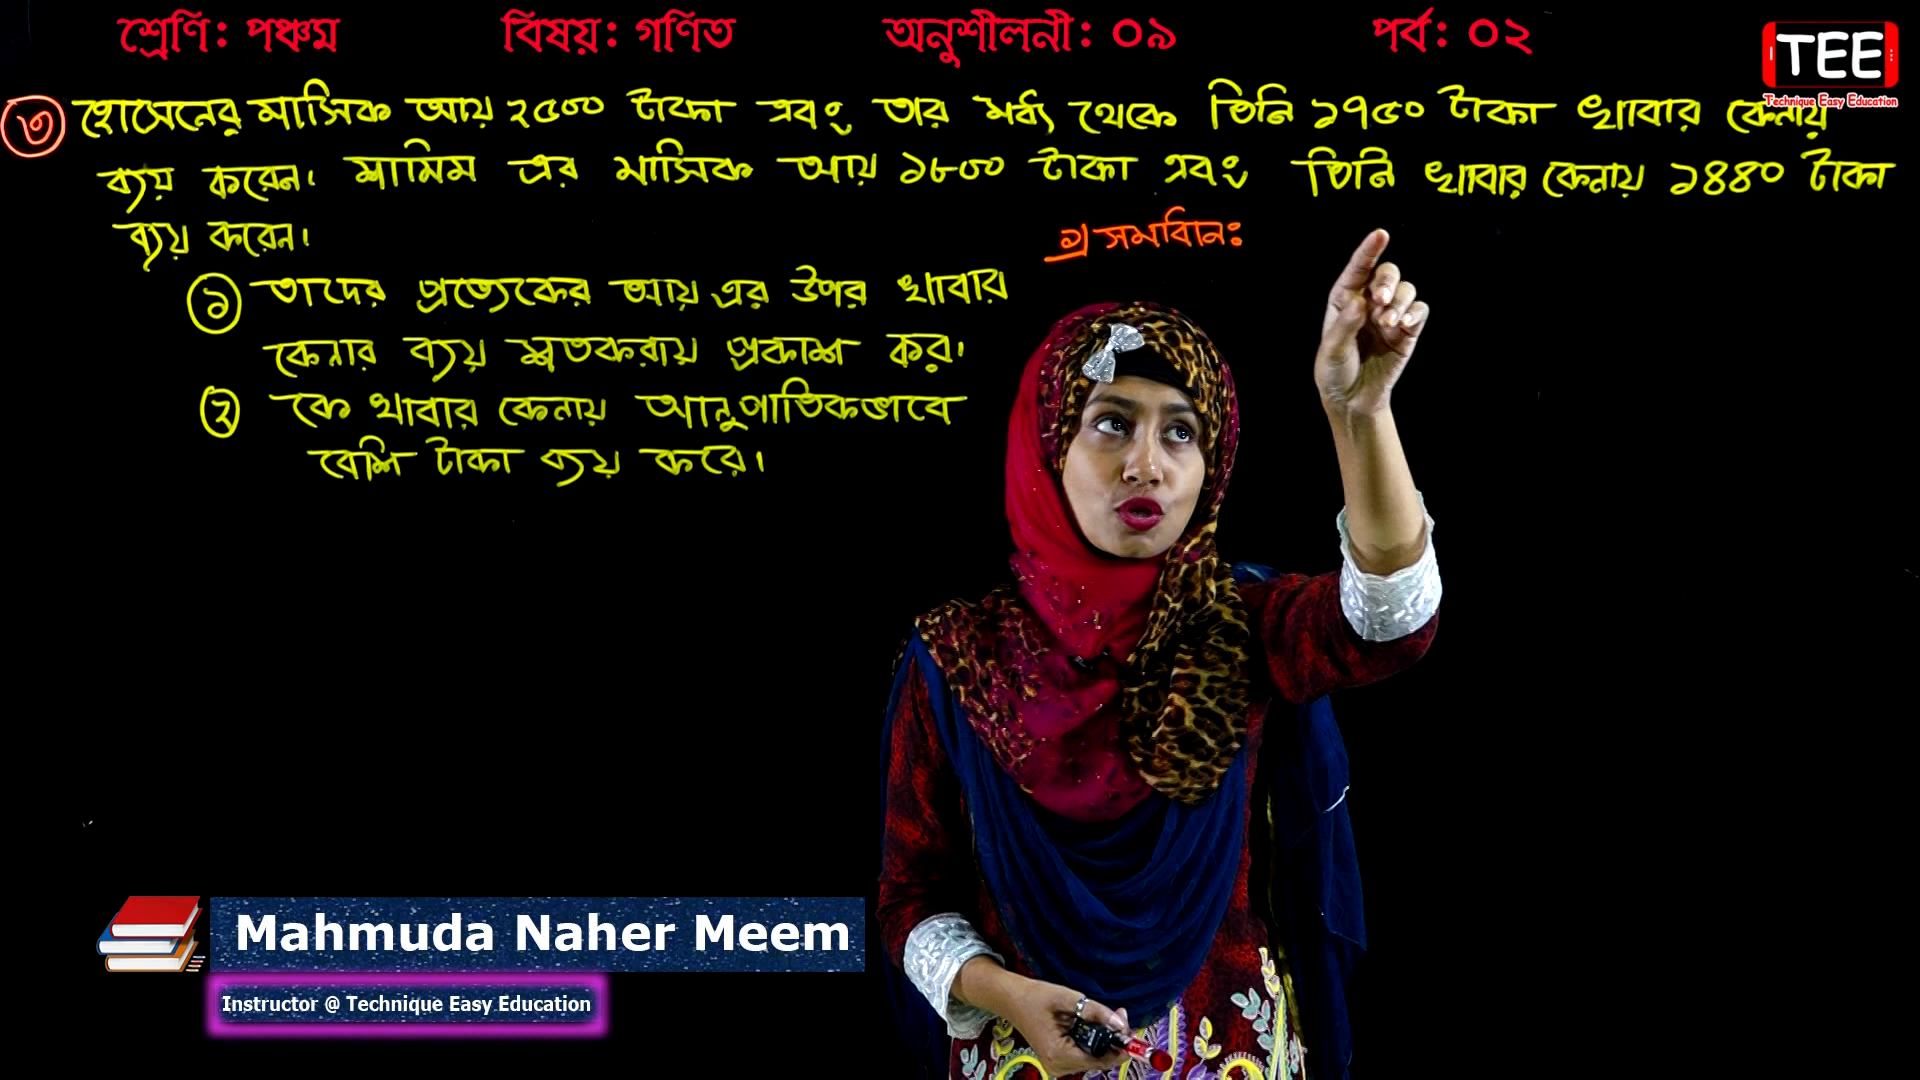 শ্রেণি: পঞ্চম বিষয়: গণিত অনুশীলনী: ০৯ পর্ব: ০২
TEE
Technique Easy Education
৩ হোসেনের মাসিক আয় ২৫০০ টাকা এবং তার মধ্য থেকে তিনি ১৭৫০ টাকা খাবার কেনায়
ব্যয় করেন। শামিম এর মাসিক আয় ১৮০০ টাকা এবং তিনি খাবার কেনায় ১৪৪০ টাকা
ব্যয় করেন।
১) সমাধান:
১ তাদের প্রত্যেকের আয় এর উপর খাবার
কেনার ব্যয় শতকরায় প্রকাশ কর।
২ কে খাবার কেনায় আনুপাতিকভাবে
বেশি টাকা ব্যয় করে।
Mahmuda Naher Meem
Instructor @ Technique Easy Education